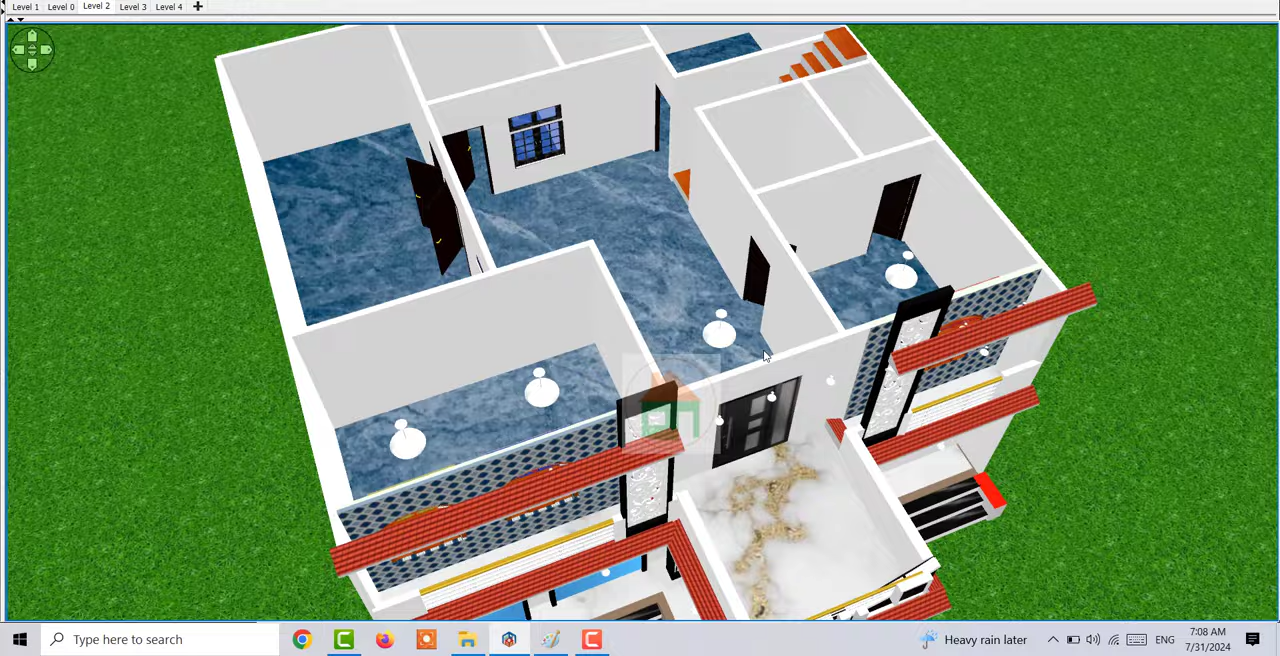 Level 1 Level 0 Level 2 Level 3 Level 4
Type here to search
Heavy rain later
ENG
7:08 AM
7/31/2024